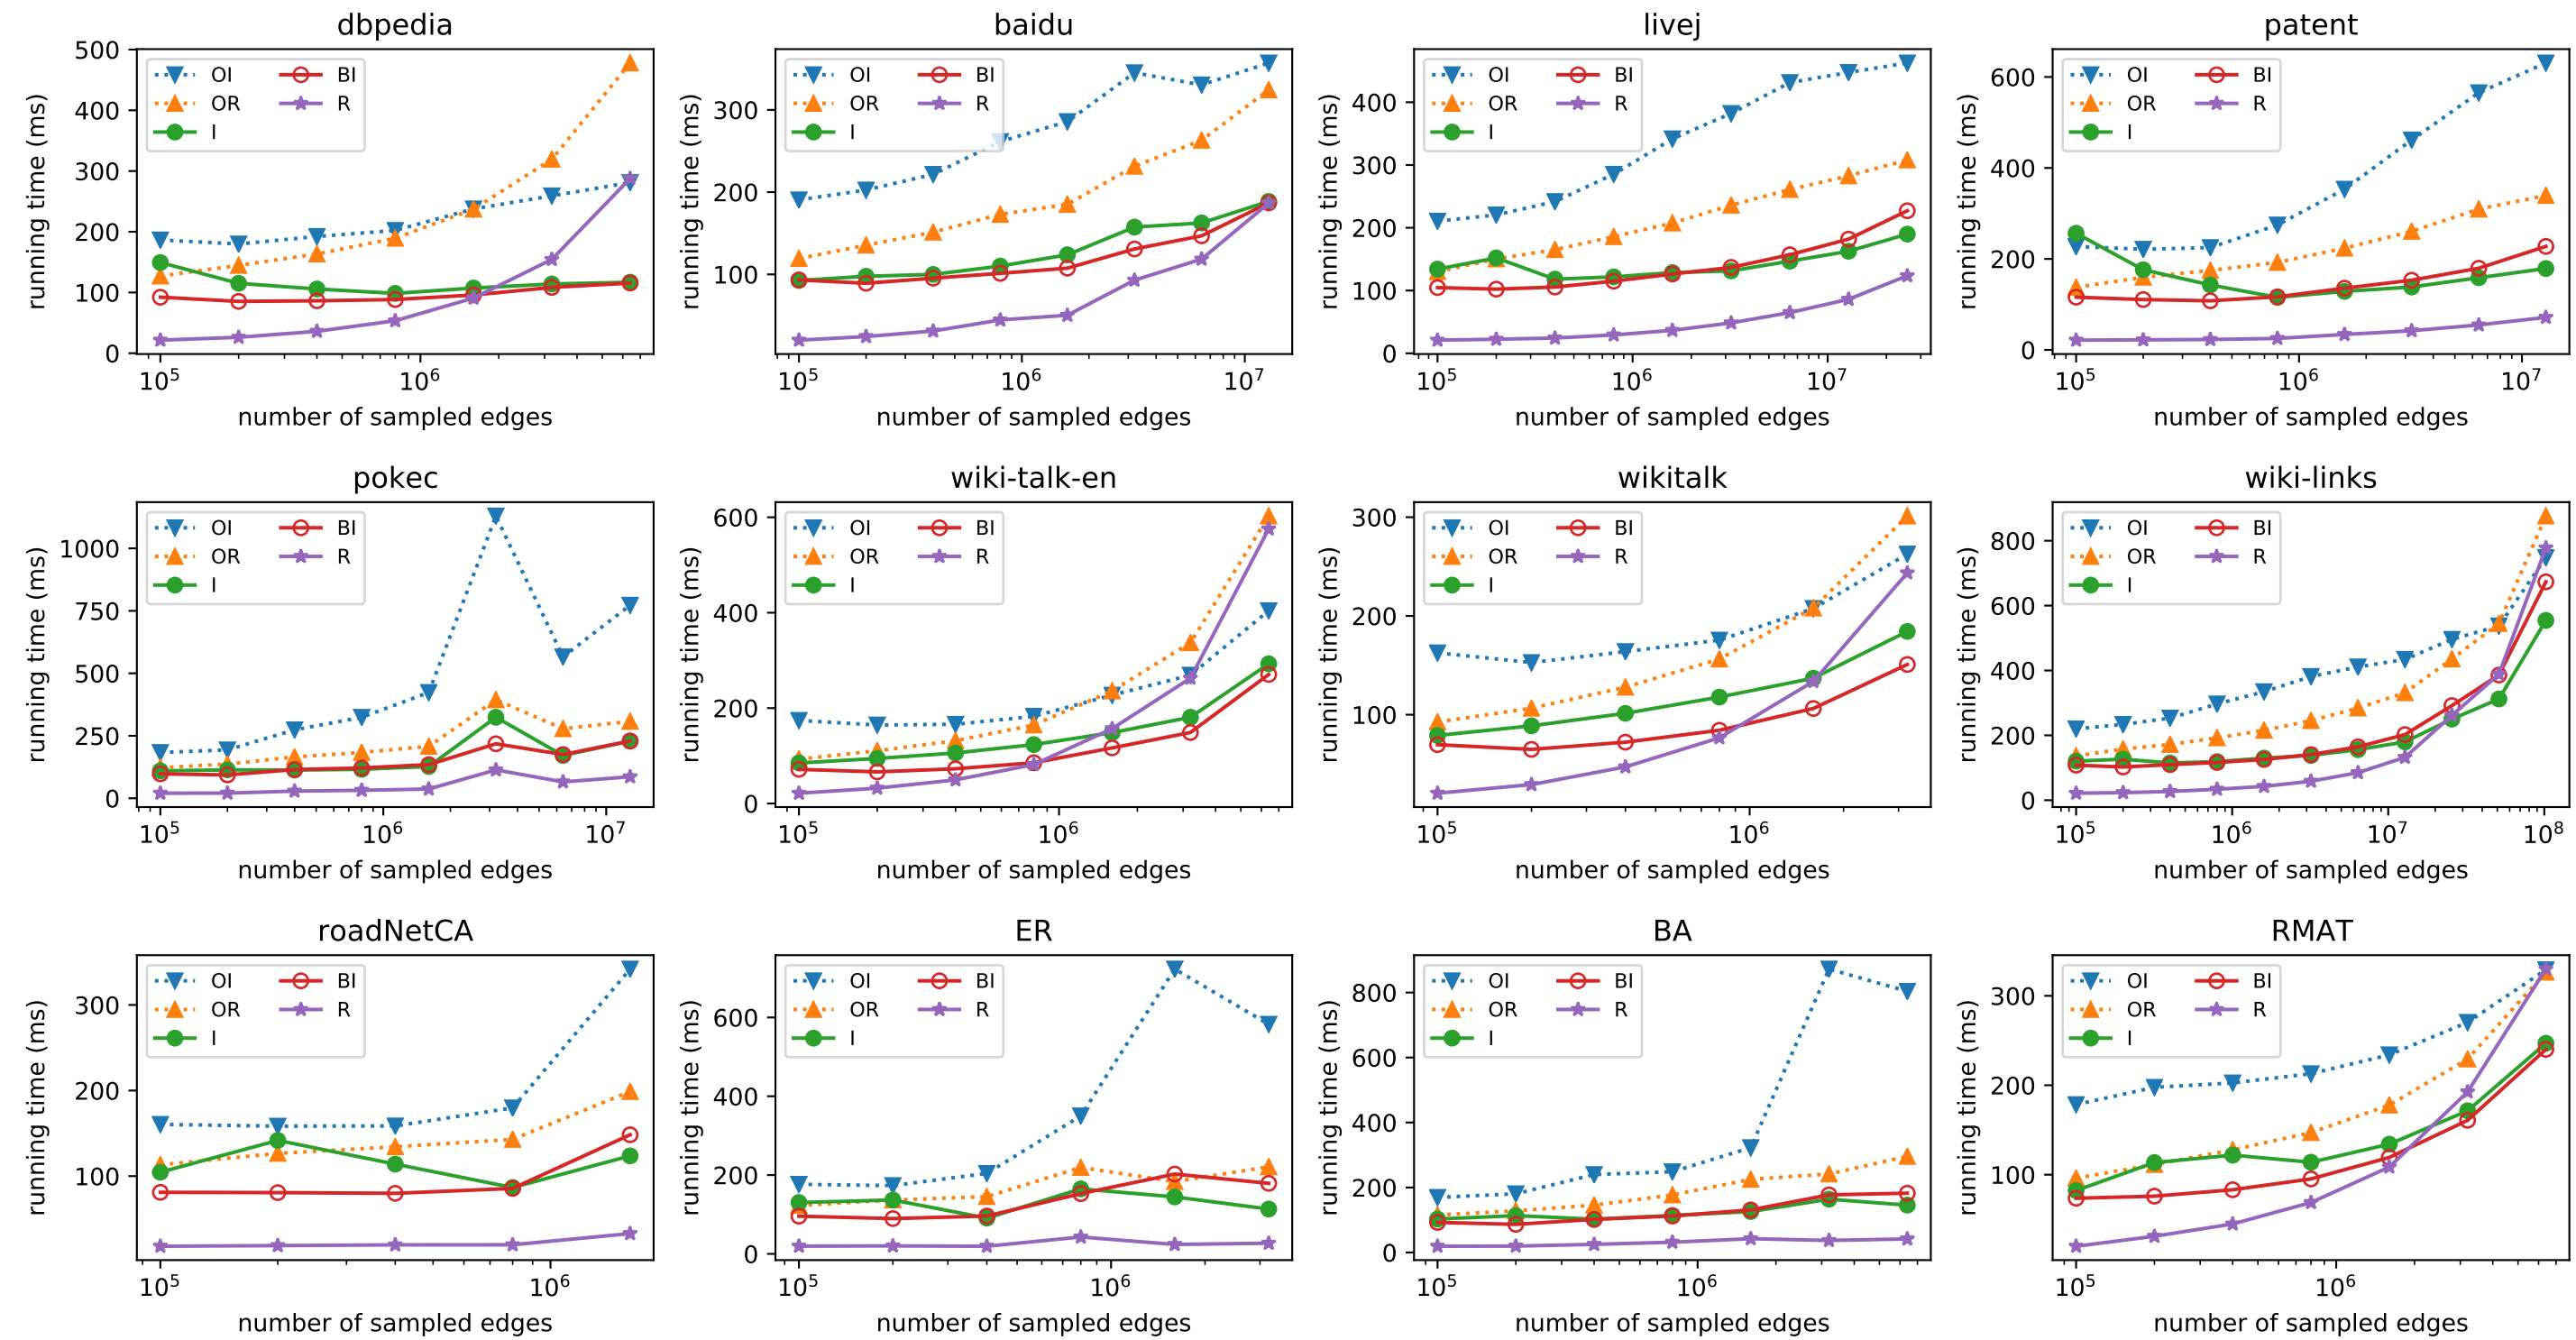 dbpedia
baidu
livej
patent
500
400
300
200
100
0
running time (ms)
OI
OR
I
BI
R
10^5
10^6
number of sampled edges
300
200
100
running time (ms)
OI
OR
I
BI
R
10^5
10^6
10^7
number of sampled edges
400
300
200
100
0
running time (ms)
OI
OR
I
BI
R
10^5
10^6
10^7
number of sampled edges
600
400
200
0
running time (ms)
OI
OR
I
BI
R
10^5
10^6
10^7
number of sampled edges
pokec
wiki-talk-en
wikitalk
wiki-links
1000
750
500
250
0
running time (ms)
OI
OR
I
BI
R
10^5
10^6
10^7
number of sampled edges
600
400
200
0
running time (ms)
OI
OR
I
BI
R
10^5
10^6
number of sampled edges
300
200
100
running time (ms)
OI
OR
I
BI
R
10^5
10^6
number of sampled edges
800
600
400
200
0
running time (ms)
OI
OR
I
BI
R
10^5
10^6
10^7
10^8
number of sampled edges
roadNetCA
ER
BA
RMAT
300
200
100
running time (ms)
OI
OR
I
BI
R
10^5
10^6
number of sampled edges
600
400
200
0
running time (ms)
OI
OR
I
BI
R
10^5
10^6
number of sampled edges
800
600
400
200
0
running time (ms)
OI
OR
I
BI
R
10^5
10^6
number of sampled edges
300
200
100
running time (ms)
OI
OR
I
BI
R
10^5
10^6
number of sampled edges